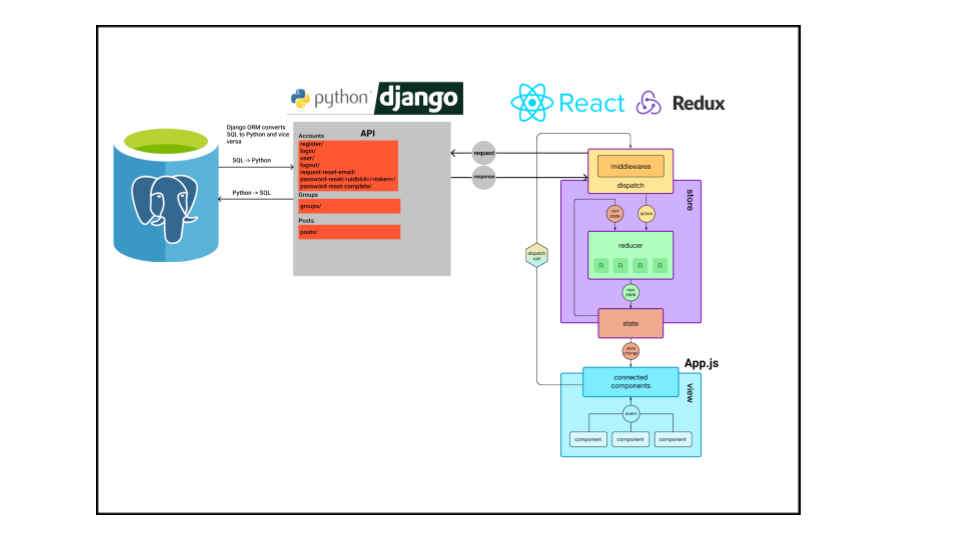 python
django
React
Redux
Django ORM converts
SQL to Python and vice
versa
SQL -> Python
Python -> SQL
API
Accounts
register/
login/
user/
logout/
request-reset-email/
password-reset/<uidb64>/<token>/
password-reset-complete/
Groups
groups/
Posts
posts/
request
response
middlewares
dispatch
store
curr
state
action
reducer
R R R R
new
state
state
state
change
dispatch
call
App.js
connected
components
view
event
component component component